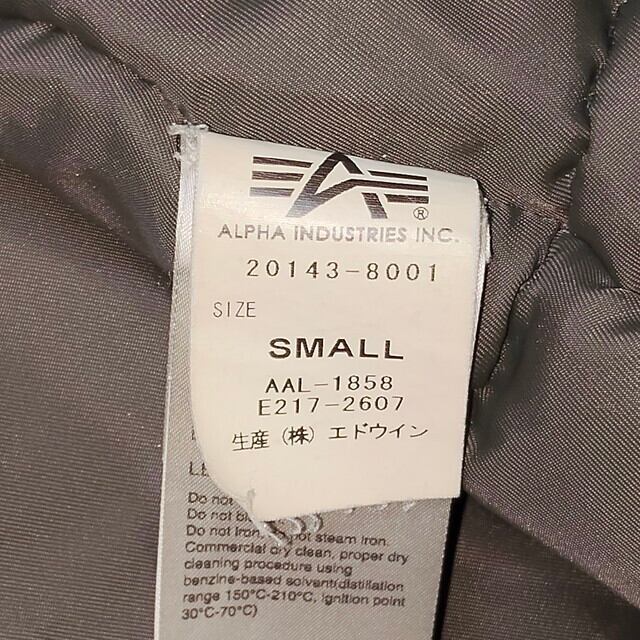 ALPHA INDUSTRIES INC.®
20143-8001
SIZE
SMALL
AAL-1858
E217-2607
生産 (株) エドウイン
Do not
Do not
Do not iron, steam iron.
Commercial dry clean, proper dry
cleaning procedure using
benzine-based solvent(distillation
range 150°C-210°C, ignition point
30°C-70°C)